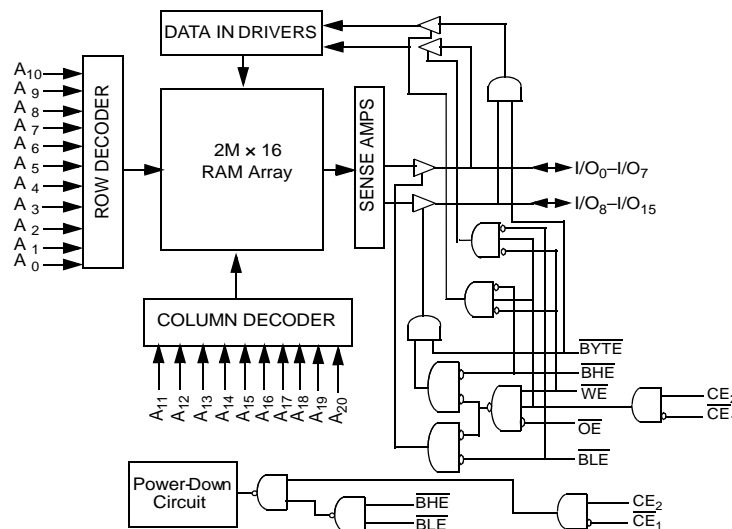 DATA IN DRIVERS
A10
A9
A8
A7
A6
A5
A4
A3
A2
A1
A0
ROW DECODER
2M × 16
RAM Array
SENSE AMPS
I/O0–I/O7
I/O8–I/O15
COLUMN DECODER
A11
A12
A13
A14
A15
A16
A17
A18
A19
A20
BYTE
BHE
WE
CE2
CE
OE
BLE
Power-Down
Circuit
BHE
BLE
CE2
CE1